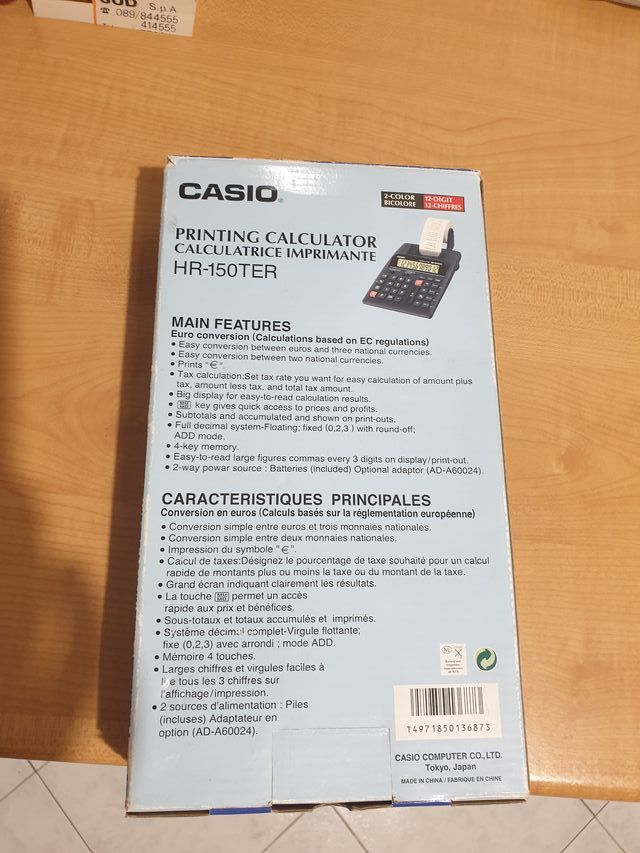 S.p.A
☎ 089/844555
414555
CASIO
2-COLOR 12-DIGIT
BICOLORE 12-CHIFFRES
PRINTING CALCULATOR
CALCULATRICE IMPRIMANTE
HR-150TER
MAIN FEATURES
Euro conversion (Calculations based on EC regulations)
• Easy conversion between euros and three national currencies.
• Easy conversion between two national currencies.
• Prints "€".
• Tax calculation:Set tax rate you want for easy calculation of amount plus
tax, amount less tax, and total tax amount.
• Big display for easy-to-read calculation results.
• key gives quick access to prices and profits.
• Subtotals and accumulated and shown on print-outs.
• Full decimal system-Floating; fixed (0,2,3 ) with round-off;
ADD mode.
• 4-key memory.
• Easy-to-read large figures commas every 3 digits on display/print-out.
• 2-way powar source : Batteries (included) Optional adaptor (AD-A60024).
CARACTERISTIQUES PRINCIPALES
Conversion en euros (Calculs basés sur la réglementation européenne)
• Conversion simple entre euros et trois monnaies nationales.
• Conversion simple entre deux monnaies nationales.
• Impression du symbole "€".
• Caicul de taxes:Désignez le pourcentage de taxe souhaité pour un calcul
rapide de montants plus ou moins la taxe ou du montant de la taxe.
• Grand écran indiquant clairement les résultats.
• La touche permet un accès
rapide aux prix et bénéfices.
• Sous-totaux et totaux accumulés et imprimés.
• Système décimal complet-Virgule flottante;
fixe (0,2,3) avec arrondi ; mode ADD.
• Mémoire 4 touches.
• Larges chiffres et virgules faciles à
lire tous les 3 chiffres sur
l'affichage/impression.
• 2 sources d'alimentation : Piles
(incluses) Adaptateur en
option (AD-A60024).
T4971850136873
CASIO COMPUTER CO., LTD.
Tokyo, Japan
MADE IN CHINA / FABRIQUE EN CHINE